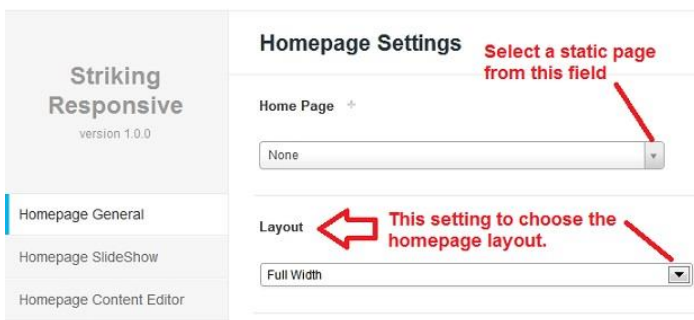 Striking
Responsive
version 1.0.0
Homepage General
Homepage SlideShow
Homepage Content Editor
Homepage Settings
Select a static page
from this field
Home Page +
None
Layout
This setting to choose the
homepage layout.
Full Width